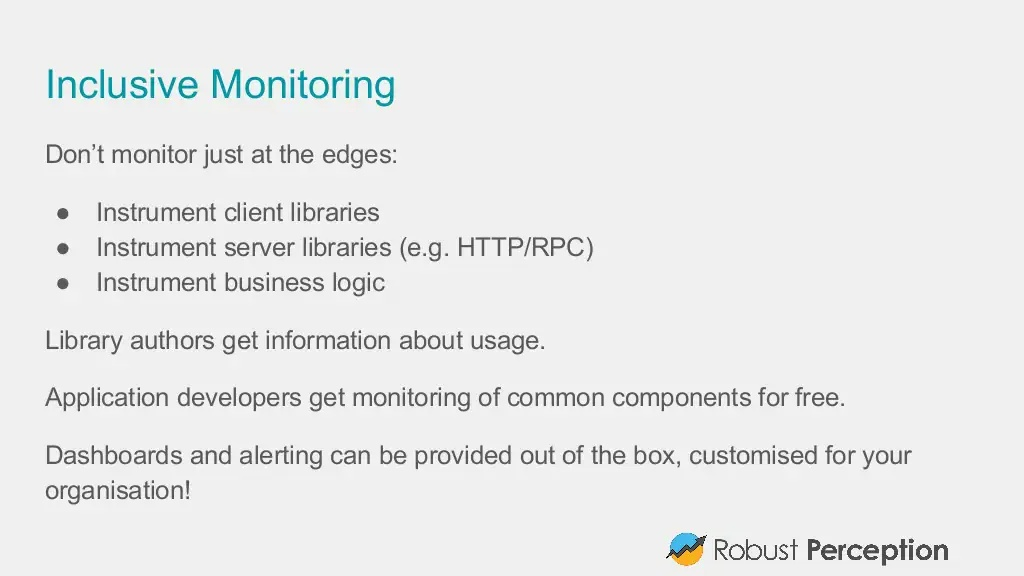 Inclusive Monitoring
Don’t monitor just at the edges:
● Instrument client libraries
● Instrument server libraries (e.g. HTTP/RPC)
● Instrument business logic
Library authors get information about usage.
Application developers get monitoring of common components for free.
Dashboards and alerting can be provided out of the box, customised for your
organisation!
Robust Perception